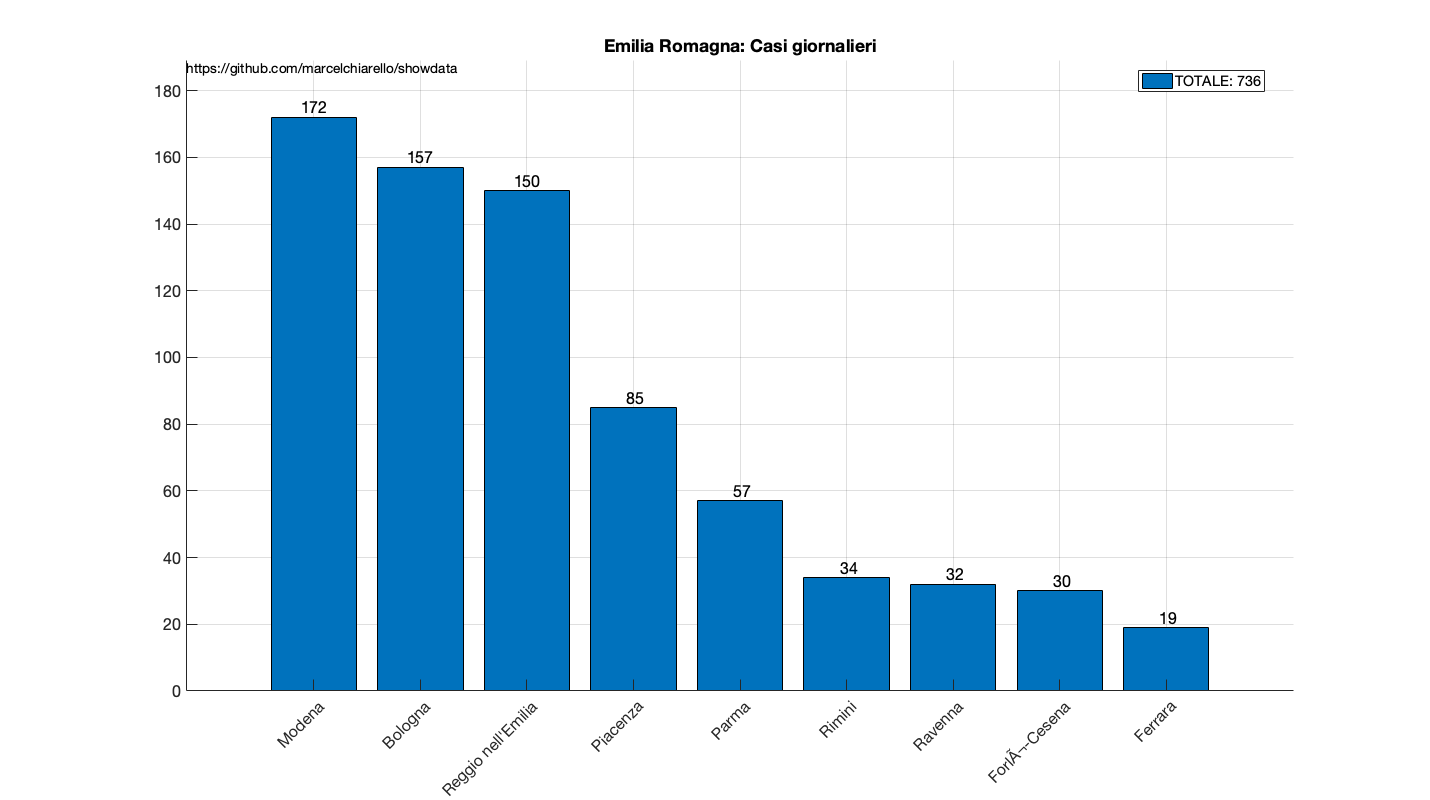 Emilia Romagna: Casi giornalieri
https://github.com/marcelchiarello/showdata
TOTALE: 736
180
160
140
120
100
80
60
40
20
0
172
157
150
85
57
34
32
30
19
Modena
Bologna
Reggio nell'Emilia
Piacenza
Parma
Rimini
Ravenna
ForlÃ¬-Cesena
Ferrara